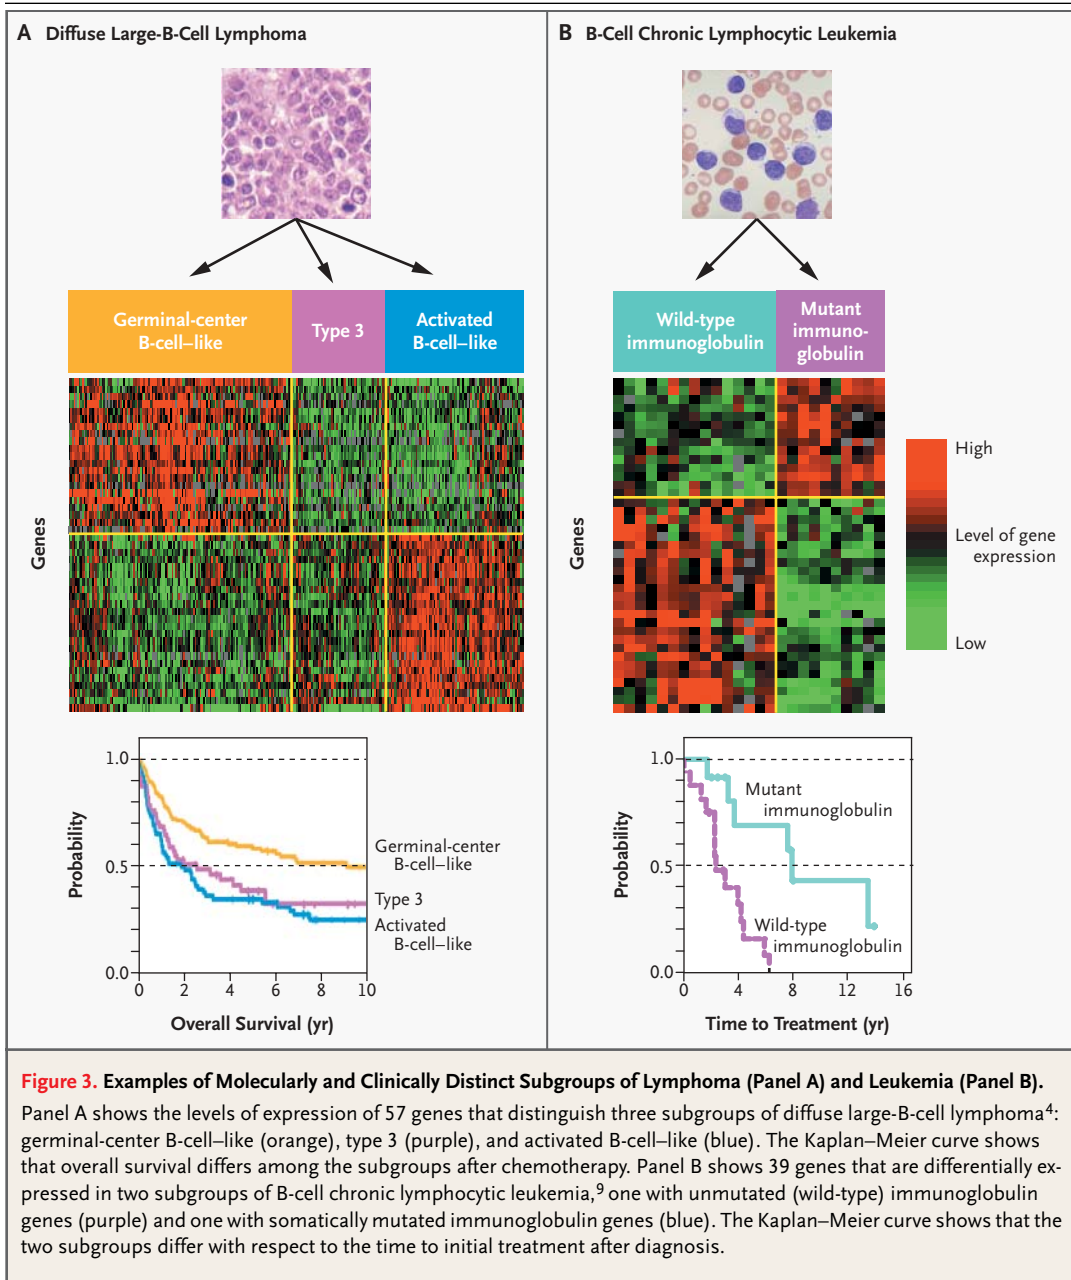 A Diffuse Large-B-Cell Lymphoma
Germinal-center
B-cell–like
Type 3
Activated
B-cell–like
Genes
1.0
0.5
0.0
Probability
0
2
4
6
8
10
Overall Survival (yr)
Germinal-center
B-cell–like
Type 3
Activated
B-cell–like
B B-Cell Chronic Lymphocytic Leukemia
Wild-type
immunoglobulin
Mutant
immuno-
globulin
Genes
High
Level of gene
expression
Low
1.0
0.5
0.0
Probability
Mutant
immunoglobulin
Wild-type
immunoglobulin
0
4
8
12
16
Time to Treatment (yr)
Figure 3. Examples of Molecularly and Clinically Distinct Subgroups of Lymphoma (Panel A) and Leukemia (Panel B).
Panel A shows the levels of expression of 57 genes that distinguish three subgroups of diffuse large-B-cell lymphoma4:
germinal-center B-cell–like (orange), type 3 (purple), and activated B-cell–like (blue). The Kaplan–Meier curve shows
that overall survival differs among the subgroups after chemotherapy. Panel B shows 39 genes that are differentially ex-
pressed in two subgroups of B-cell chronic lymphocytic leukemia,9 one with unmutated (wild-type) immunoglobulin
genes (purple) and one with somatically mutated immunoglobulin genes (blue). The Kaplan–Meier curve shows that the
two subgroups differ with respect to the time to initial treatment after diagnosis.